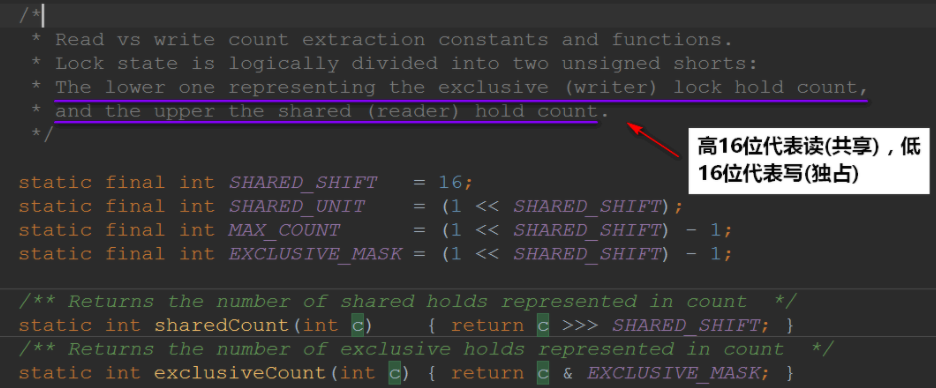 /*
* Read vs write count extraction constants and functions.
* Lock state is logically divided into two unsigned shorts:
* The lower one representing the exclusive (writer) lock hold count,
* and the upper the shared (reader) hold count.
*/
高16位代表读(共享)，低
16位代表写(独占)
static final int SHARED_SHIFT   = 16;
static final int SHARED_UNIT    = (1 << SHARED_SHIFT);
static final int MAX_COUNT      = (1 << SHARED_SHIFT) - 1;
static final int EXCLUSIVE_MASK = (1 << SHARED_SHIFT) - 1;
/** Returns the number of shared holds represented in count  */
static int sharedCount(int c)    { return c >>> SHARED_SHIFT; }
/** Returns the number of exclusive holds represented in count  */
static int exclusiveCount(int c) { return c & EXCLUSIVE_MASK; }